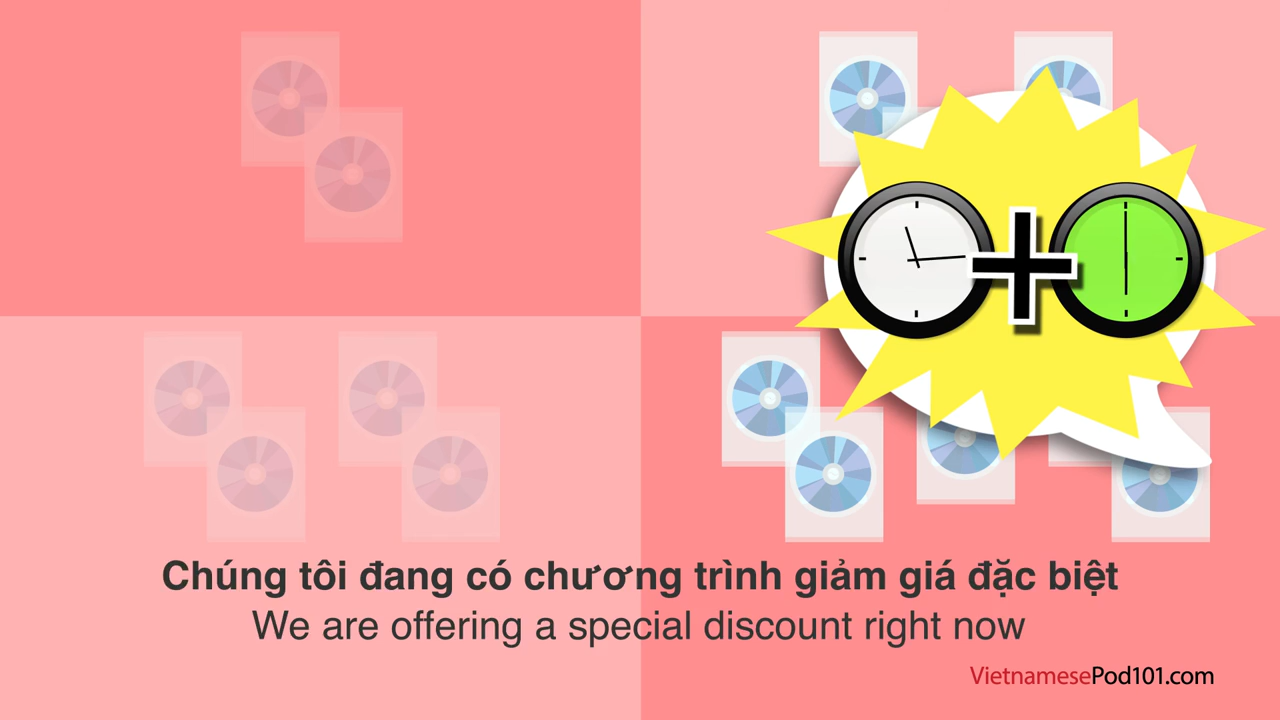 Chúng tôi đang có chương trình giảm giá đặc biệt
We are offering a special discount right now
VietnamesePod101.com